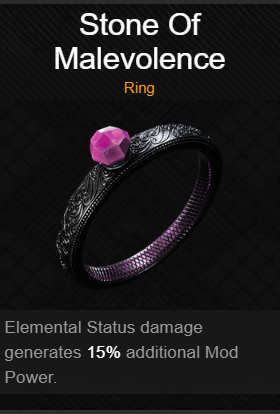 Stone Of
Malevolence
Ring
Elemental Status damage
generates 15% additional Mod
Power.